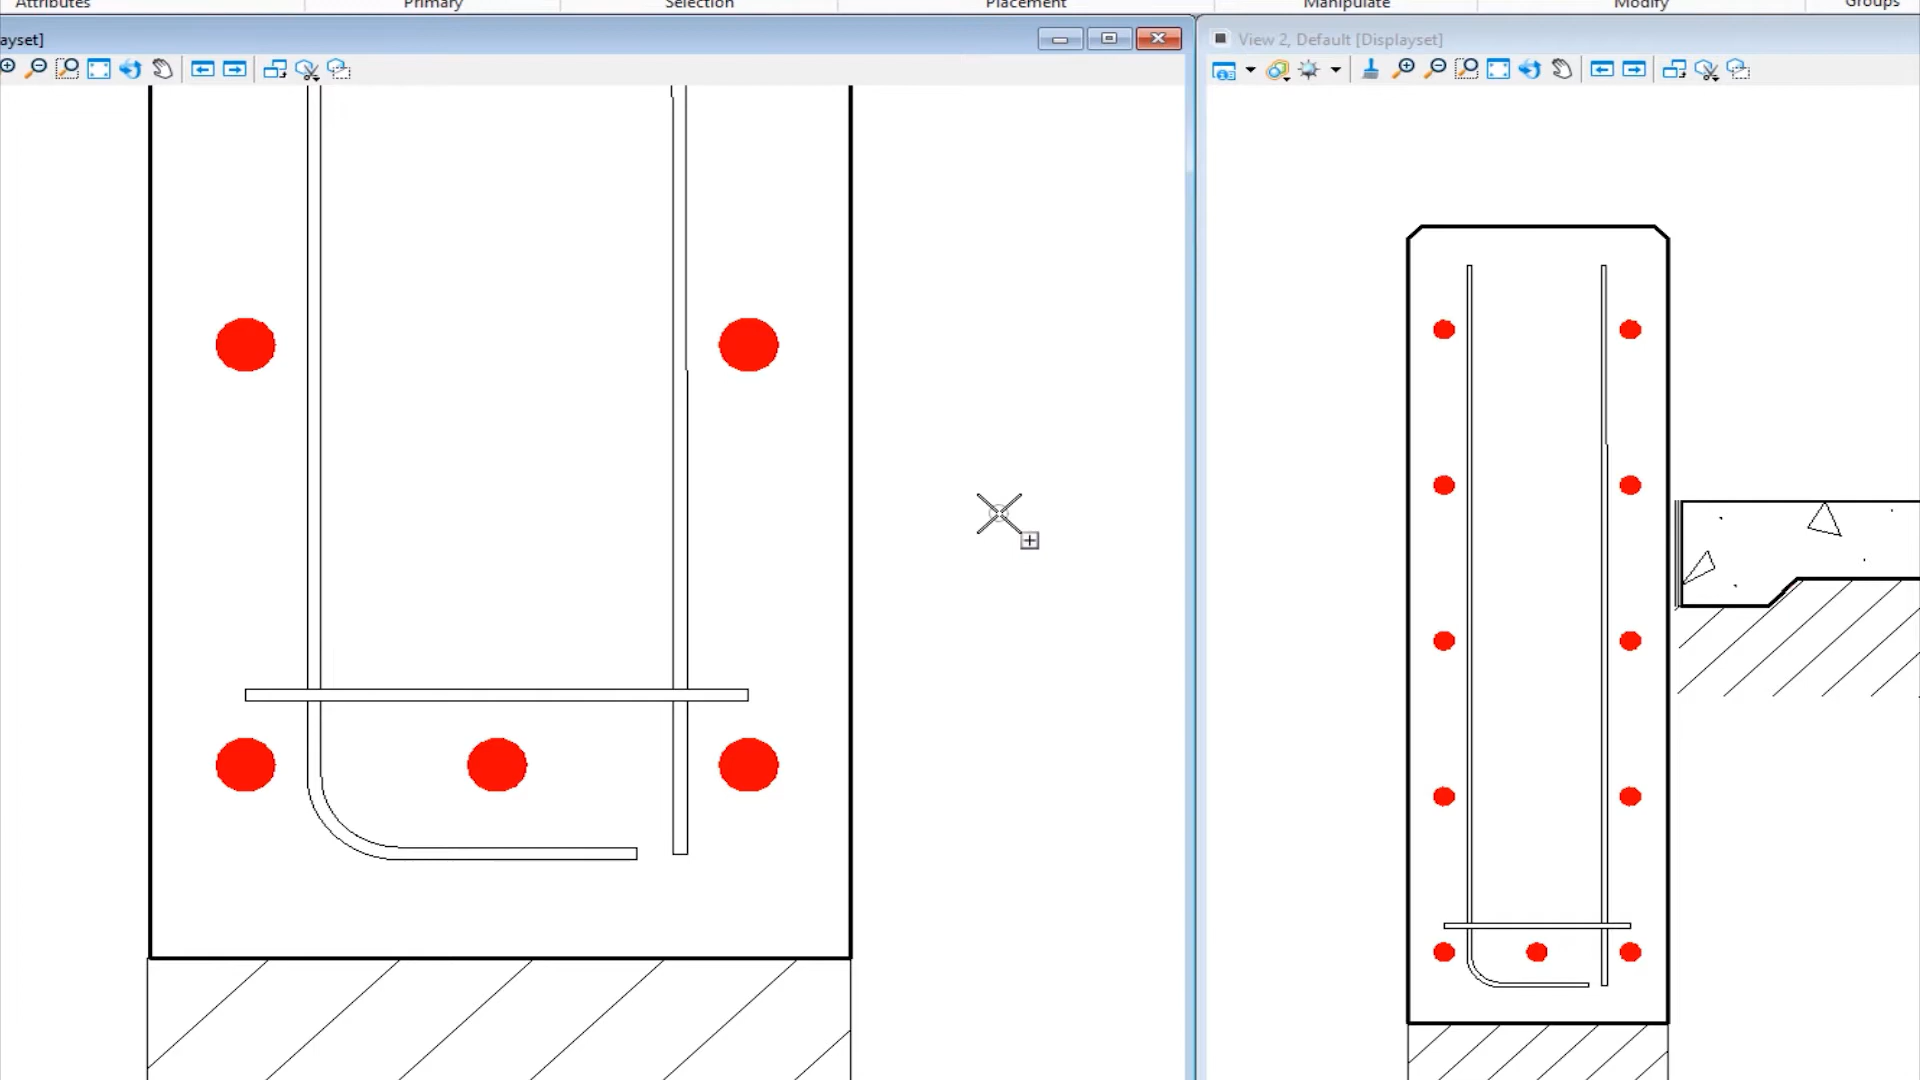 Attributes
Primary
Selection
Placement
Manipulate
Modify
Groups
ayset]
View 2, Default [Displayset]